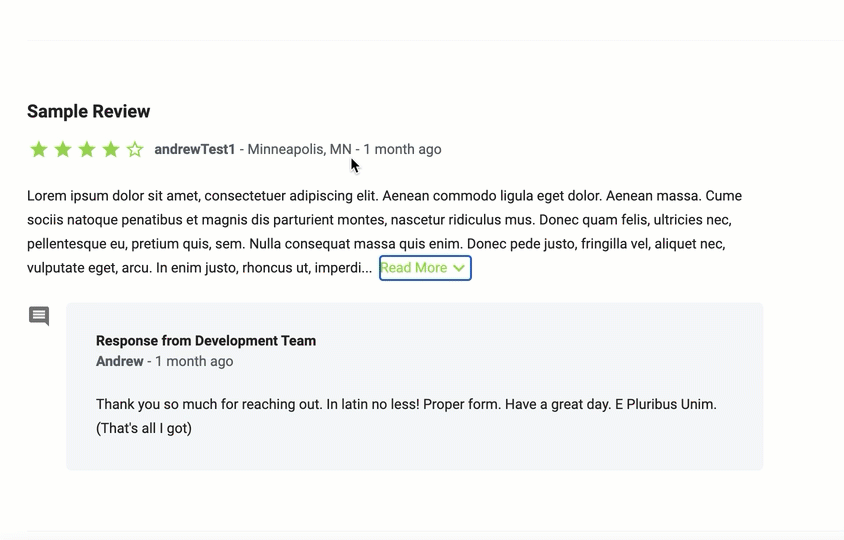 Sample Review
andrewTest1 - Minneapolis, MN - 1 month ago
Lorem ipsum dolor sit amet, consectetuer adipiscing elit. Aenean commodo ligula eget dolor. Aenean massa. Cume
sociis natoque penatibus et magnis dis parturient montes, nascetur ridiculus mus. Donec quam felis, ultricies nec,
pellentesque eu, pretium quis, sem. Nulla consequat massa quis enim. Donec pede justo, fringilla vel, aliquet nec,
vulputate eget, arcu. In enim justo, rhoncus ut, imperdi... Read More
Response from Development Team
Andrew - 1 month ago
Thank you so much for reaching out. In latin no less! Proper form. Have a great day. E Pluribus Unim.
(That's all I got)